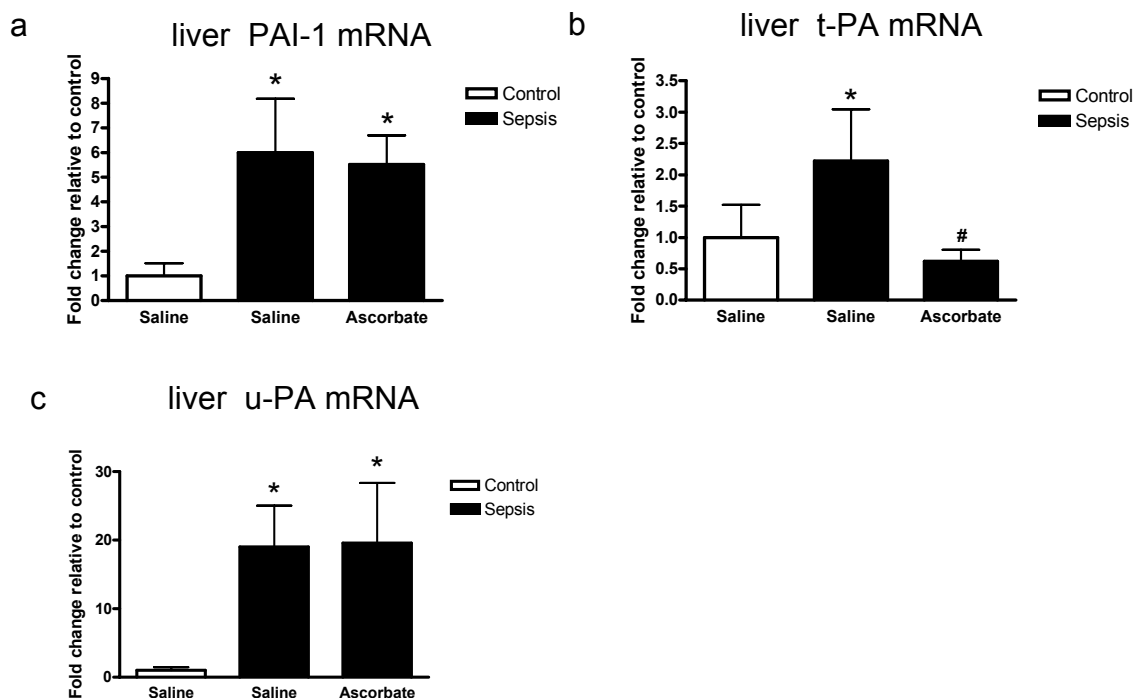 a
liver PAI-1 mRNA
Fold change relative to control
9
8
7
6
5
4
3
2
1
0
*
*
Saline
Saline
Ascorbate
Control
Sepsis
b
liver t-PA mRNA
Fold change relative to control
3.5
3.0
2.5
2.0
1.5
1.0
0.5
0.0
*
#
Saline
Saline
Ascorbate
Control
Sepsis
c
liver u-PA mRNA
Fold change relative to control
30
20
10
0
*
*
Saline
Saline
Ascorbate
Control
Sepsis